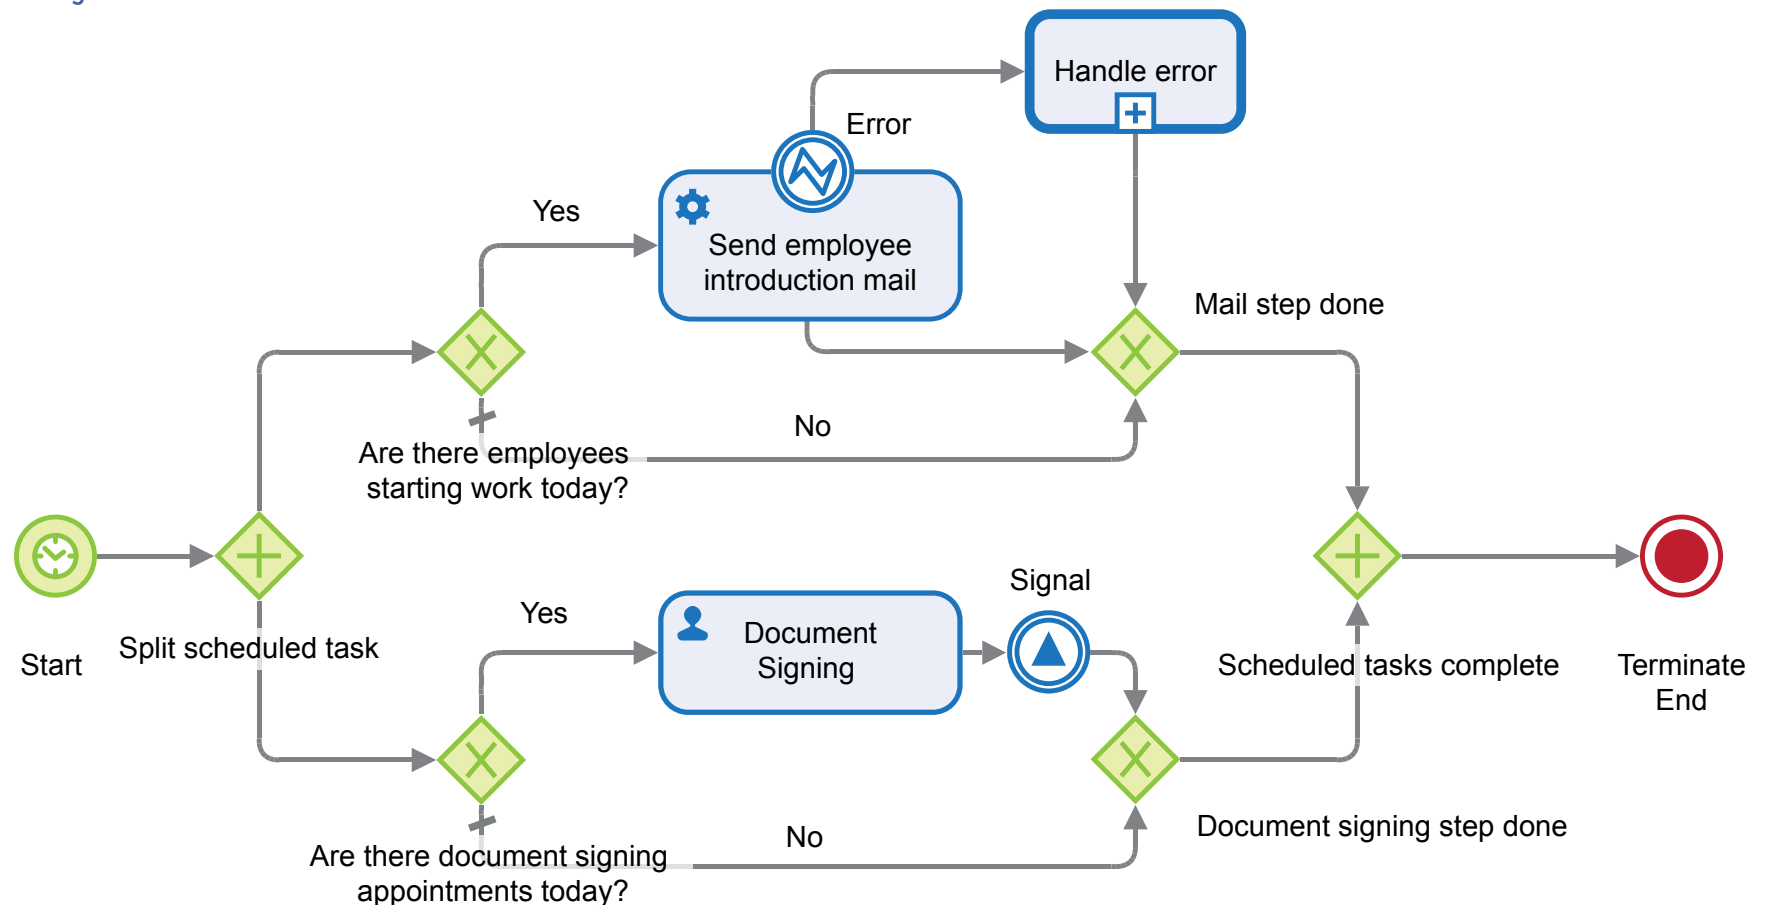 Handle error
Error
Yes
Send employee
introduction mail
Mail step done
No
Are there employees
starting work today?
Signal
Yes
Document
Signing
Split scheduled task
Start
Scheduled tasks complete
Terminate
End
No
Document signing step done
Are there document signing
appointments today?